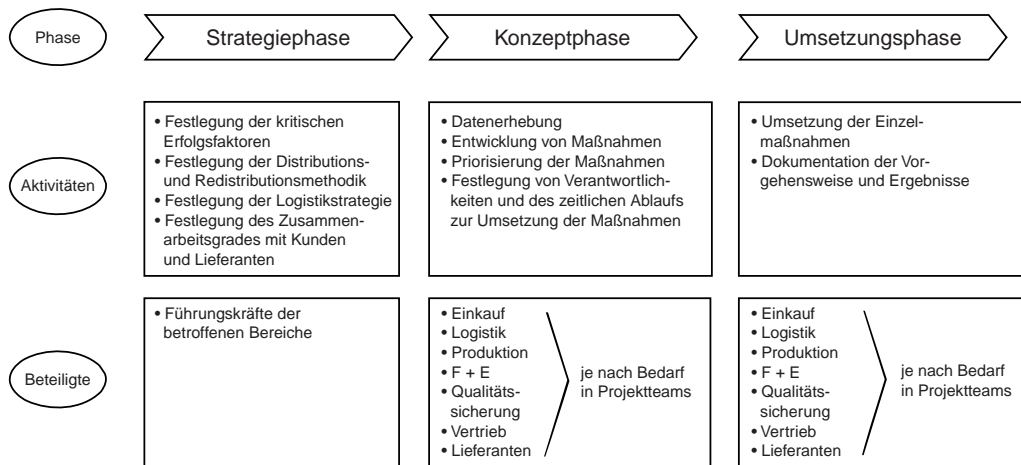 Phase
Strategiephase
Konzeptphase
Umsetzungsphase
Aktivitäten
• Festlegung der kritischen
Erfolgsfaktoren
• Festlegung der Distributions-
und Redistributionsmethodik
• Festlegung der Logistikstrategie
• Festlegung des Zusammen-
arbeitsgrades mit Kunden
und Lieferanten
• Datenerhebung
• Entwicklung von Maßnahmen
• Priorisierung der Maßnahmen
• Festlegung von Verantwortlich-
keiten und des zeitlichen Ablaufs
zur Umsetzung der Maßnahmen
• Umsetzung der Einzel-
maßnahmen
• Dokumentation der Vor-
gehensweise und Ergebnisse
Beteiligte
• Führungskräfte der
betroffenen Bereiche
• Einkauf
• Logistik
• Produktion
• F + E
• Qualitäts-
sicherung
• Vertrieb
• Lieferanten
je nach Bedarf
in Projektteams
• Einkauf
• Logistik
• Produktion
• F + E
• Qualitäts-
sicherung
• Vertrieb
• Lieferanten
je nach Bedarf
in Projektteams